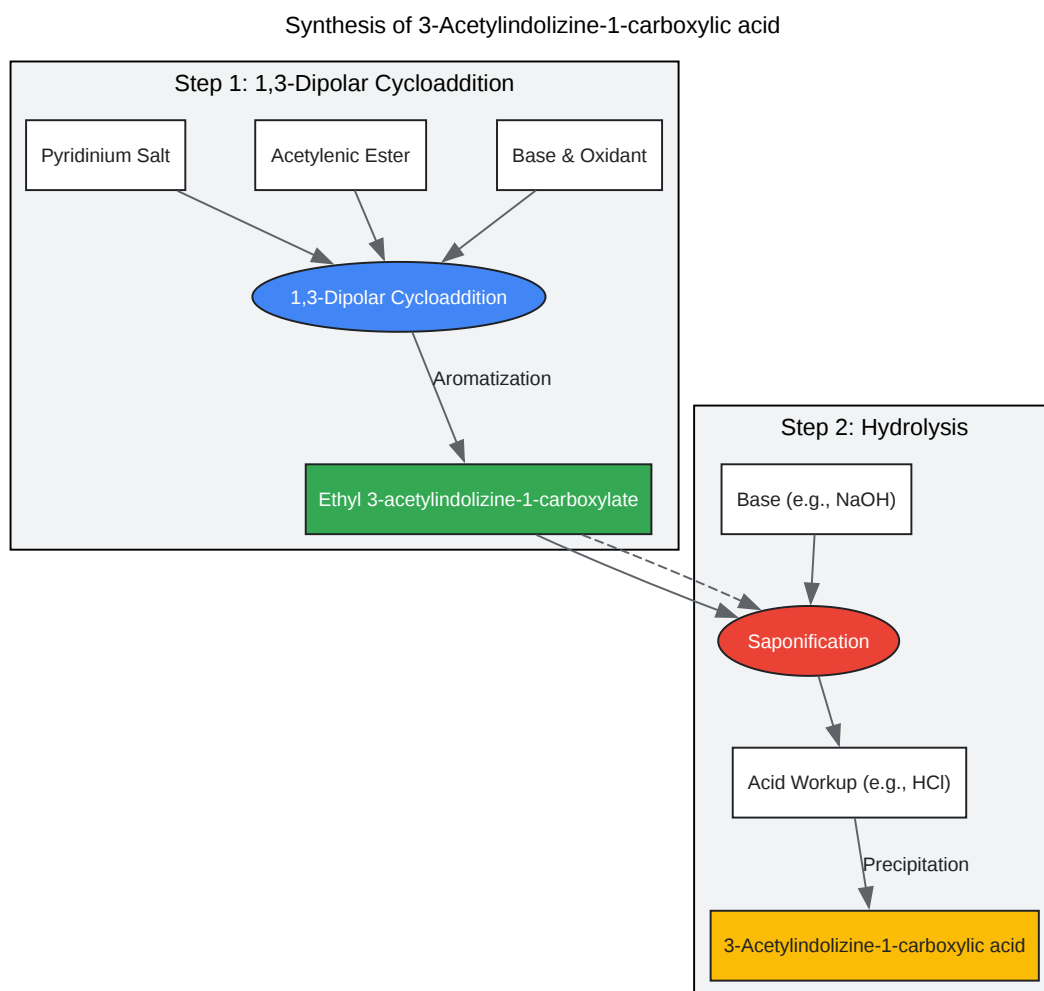 Synthesis of 3-Acetylindolizine-1-carboxylic acid
Step 1: 1,3-Dipolar Cycloaddition
Pyridinium Salt
Acetylenic Ester
Base & Oxidant
1,3-Dipolar Cycloaddition
Aromatization
Ethyl 3-acetylindolizine-1-carboxylate
Step 2: Hydrolysis
Base (e.g., NaOH)
Saponification
Acid Workup (e.g., HCl)
Precipitation
3-Acetylindolizine-1-carboxylic acid